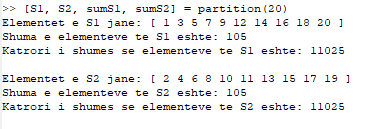 >> [S1, S2, sumS1, sumS2] = partition(20)
Elementet e S1 jane: [ 1 3 5 7 9 12 14 16 18 20 ]
Shuma e elementeve te S1 eshte: 105
Katrori i shumes se elementeve te S1 eshte: 11025
Elementet e S2 jane: [ 2 4 6 8 10 11 13 15 17 19 ]
Shuma e elementeve te S2 eshte: 105
Katrori i shumes se elementeve te S2 eshte: 11025